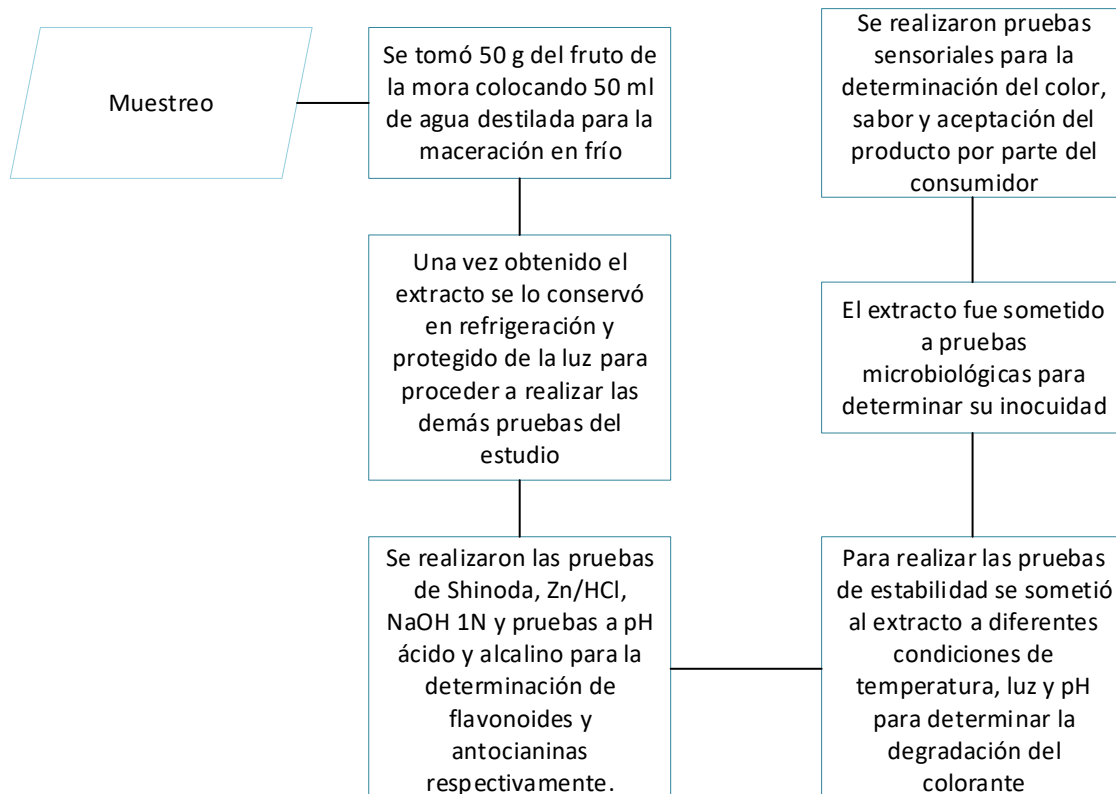 Muestreo
Se tomó 50 g del fruto de
la mora colocando 50 ml
de agua destilada para la
maceración en frío
Una vez obtenido el
extracto se lo conservó
en refrigeración y
protegido de la luz para
proceder a realizar las
demás pruebas del
estudio
Se realizaron las pruebas
de Shinoda, Zn/HCl,
NaOH 1N y pruebas a pH
ácido y alcalino para la
determinación de
flavonoides y
antocianinas
respectivamente.
Para realizar las pruebas
de estabilidad se sometió
al extracto a diferentes
condiciones de
temperatura, luz y pH
para determinar la
degradación del
colorante
El extracto fue sometido
a pruebas
microbiológicas para
determinar su inocuidad
Se realizaron pruebas
sensoriales para la
determinación del color,
sabor y aceptación del
producto por parte del
consumidor